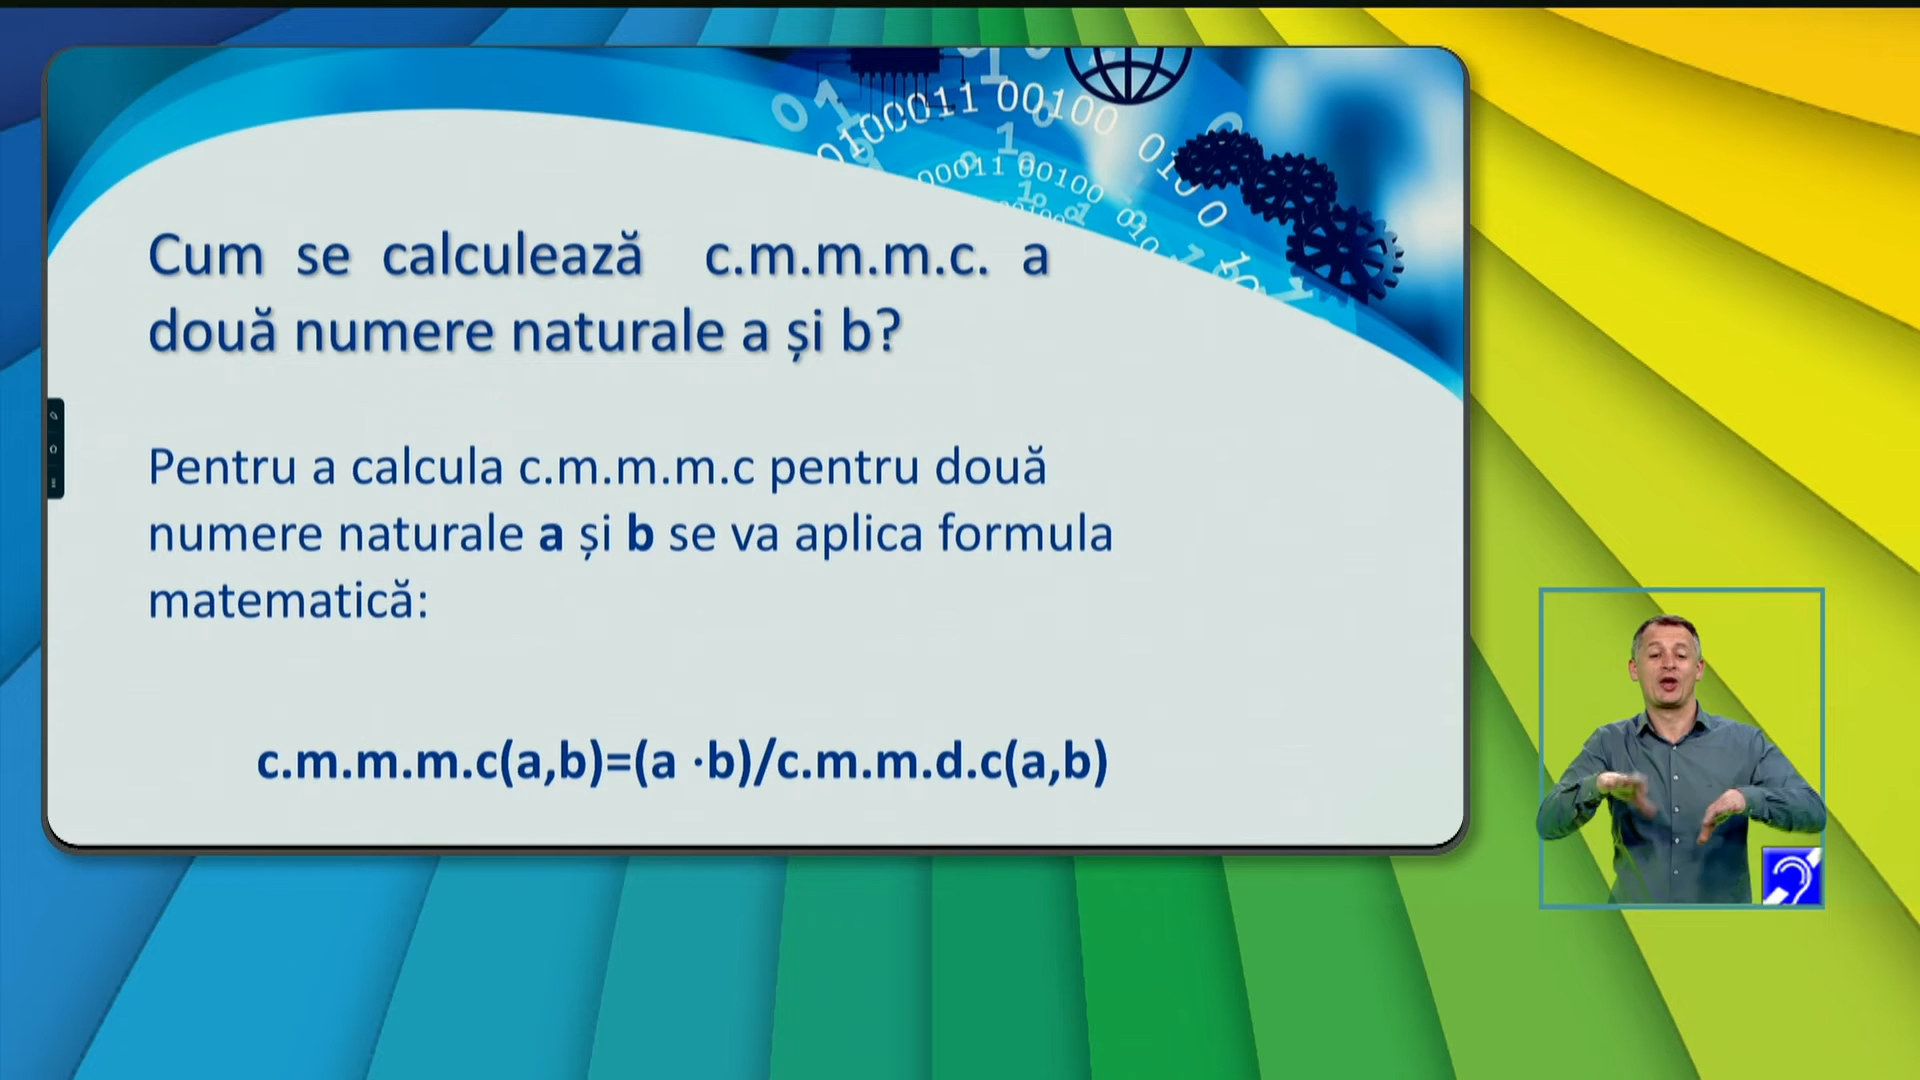 Cum se calculează c.m.m.m.c. a
două numere naturale a și b?
Pentru a calcula c.m.m.m.c pentru două
numere naturale a și b se va aplica formula
matematică:
c.m.m.m.c(a,b)=(a ·b)/c.m.m.d.c(a,b)